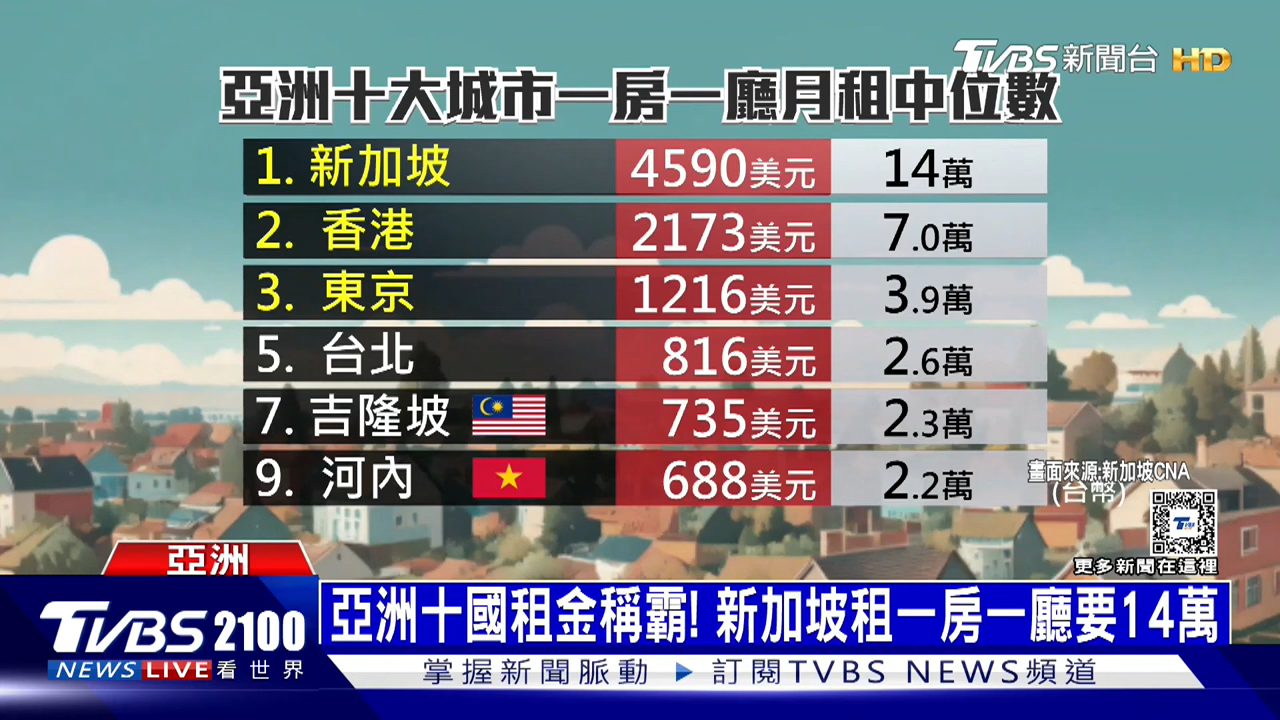 TVBS新聞台 HD
亞洲十大城市一房一廳月租中位數
1. 新加坡 4590美元 14萬
2. 香港 2173美元 7.0萬
3. 東京 1216美元 3.9萬
5. 台北 816美元 2.6萬
7. 吉隆坡 735美元 2.3萬
9. 河內 688美元 2.2萬
畫面來源:新加坡CNA
(台幣)
更多新聞在這裡
亞洲
亞洲十國租金稱霸! 新加坡租一房一廳要14萬
TVBS 2100
NEWS LIVE 看世界
掌握新聞脈動 ▶ 訂閱TVBS NEWS頻道